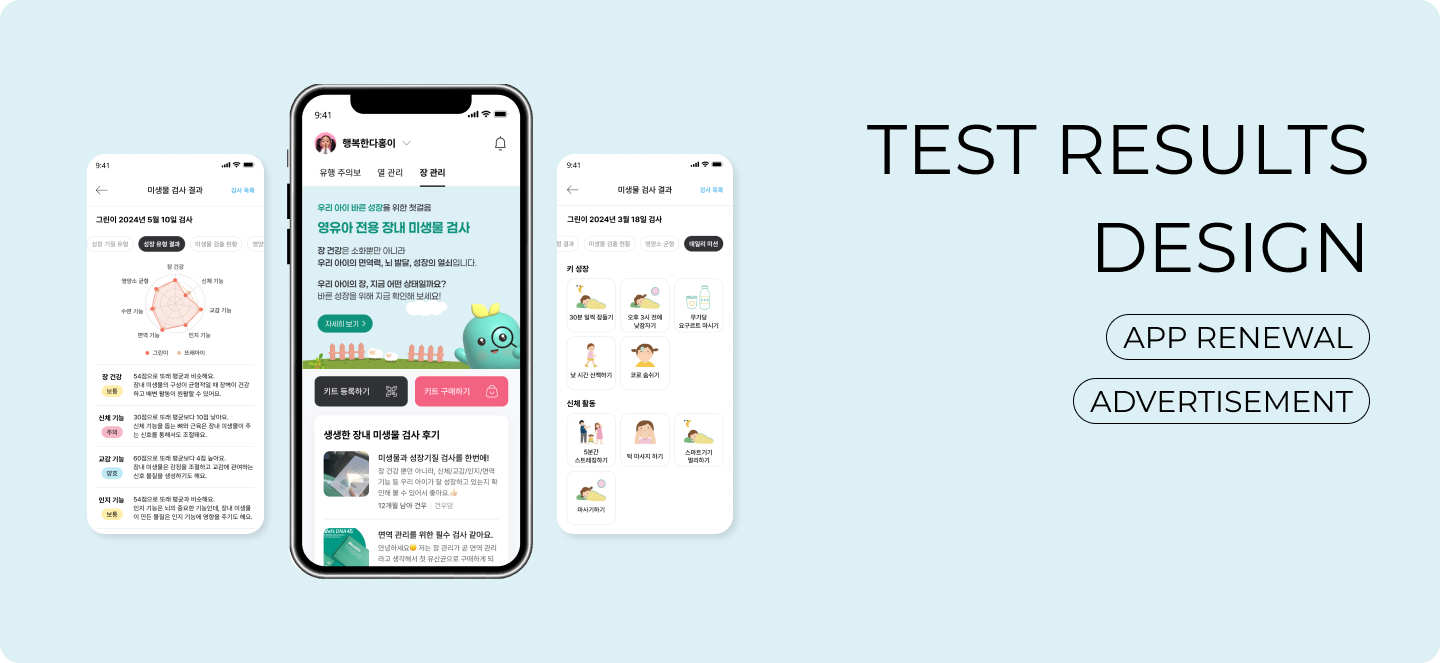 9:41
미생물 검사 결과
검사 목록
그린이 2024년 5월 10일 검사
성장 기질 유형
성장 유형 결과
미생물 검출 현황
영양
장 건강
영양소 균형
신체 기능
수면 기능
교감 기능
면역 기능
인지 기능
그린이
또래아이
장 건강
보통
54점으로 또래 평균과 비슷해요.
장내 미생물의 구성이 균형적일 때 장벽이 건강
하고 배변 활동이 원활할 수 있어요.
신체 기능
주의
30점으로 또래 평균보다 10점 낮아요.
신체 기능을 돕는 뼈와 근육은 장내 미생물이 주
는 신호를 통해서도 조절돼요.
교감 기능
양호
60점으로 또래 평균보다 4점 높아요.
장내 미생물은 감정을 조절하고 교감에 관여하는
신호 물질을 생성하기도 해요.
인지 기능
보통
54점으로 또래 평균과 비슷해요.
인지 기능은 뇌의 중요한 기능인데, 장내 미생물
이 만든 물질은 인지 기능에 영향을 주기도 해요.
9:41
행복한다홍이
유행 주의보
열 관리
장 관리
우리 아이 바른 성장을 위한 첫걸음
영유아 전용 장내 미생물 검사
장 건강은 소화뿐만 아니라
우리 아이의 면역력, 뇌 발달, 성장의 열쇠입니다.
우리 아이의 장, 지금 어떤 상태일까요?
바른 성장을 위해 지금 확인해 보세요!
자세히 보기 >
키트 등록하기
키트 구매하기
생생한 장내 미생물 검사 후기
미생물과 성장기질 검사를 한번에!
장 건강 뿐만 아니라, 신체/교감/인지/면역
기능 등 우리 아이가 잘 성장하고 있는지 확
인해 볼 수 있어서 좋아요.👍🏻
12개월 남아 건우 | 건우맘
면역 관리를 위한 필수 검사 같아요.
안녕하세요😊 저는 장 관리가 곧 면역 관리
라고 생각해서 첫 유산균으로 구매하게 되
9:41
미생물 검사 결과
검사 목록
그린이 2024년 3월 18일 검사
형 결과
미생물 검출 현황
영양소 균형
데일리 미션
키 성장
30분 일찍 잠들기
오후 3시 전에
낮잠자기
무가당
요구르트 마시기
낮 시간 산책하기
코로 숨쉬기
신체 활동
5분간
스트레칭하기
턱 마사지 하기
스마트기기
멀리하기
마사기하기
TEST RESULTS
DESIGN
APP RENEWAL
ADVERTISEMENT